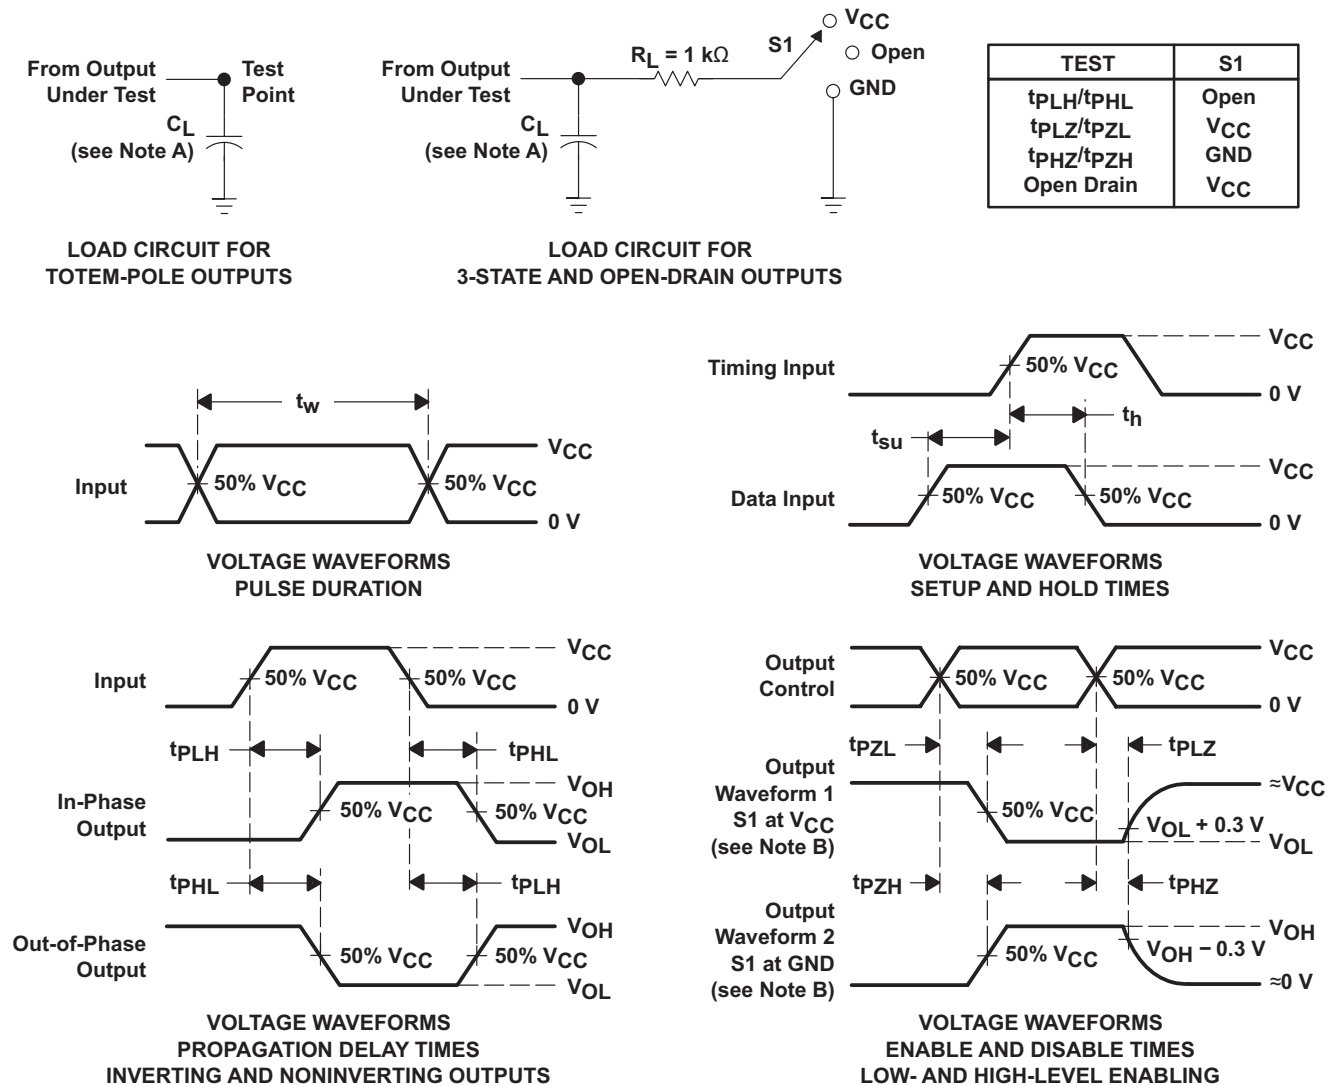 From Output
Under Test
Test
Point
CL
(see Note A)
LOAD CIRCUIT FOR
TOTEM-POLE OUTPUTS
From Output
Under Test
RL = 1 kΩ
S1
VCC
Open
GND
CL
(see Note A)
LOAD CIRCUIT FOR
3-STATE AND OPEN-DRAIN OUTPUTS
TEST S1
tPLH/tPHL Open
tPLZ/tPZL VCC
tPHZ/tPZH GND
Open Drain VCC
tw
Input
50% VCC
50% VCC
VCC
0 V
VOLTAGE WAVEFORMS
PULSE DURATION
Timing Input
50% VCC
VCC
0 V
tsu
th
Data Input
50% VCC
50% VCC
VCC
0 V
VOLTAGE WAVEFORMS
SETUP AND HOLD TIMES
Input
50% VCC
50% VCC
VCC
0 V
tPLH
tPHL
In-Phase
Output
50% VCC
50% VCC
VOH
VOL
tPHL
tPLH
Out-of-Phase
Output
50% VCC
50% VCC
VOH
VOL
VOLTAGE WAVEFORMS
PROPAGATION DELAY TIMES
INVERTING AND NONINVERTING OUTPUTS
Output
Control
50% VCC
50% VCC
VCC
0 V
tPZL
tPLZ
Output
Waveform 1
S1 at VCC
(see Note B)
50% VCC
VOL + 0.3 V
≈VCC
VOL
tPZH
tPHZ
Output
Waveform 2
S1 at GND
(see Note B)
50% VCC
VOH − 0.3 V
VOH
≈0 V
VOLTAGE WAVEFORMS
ENABLE AND DISABLE TIMES
LOW- AND HIGH-LEVEL ENABLING